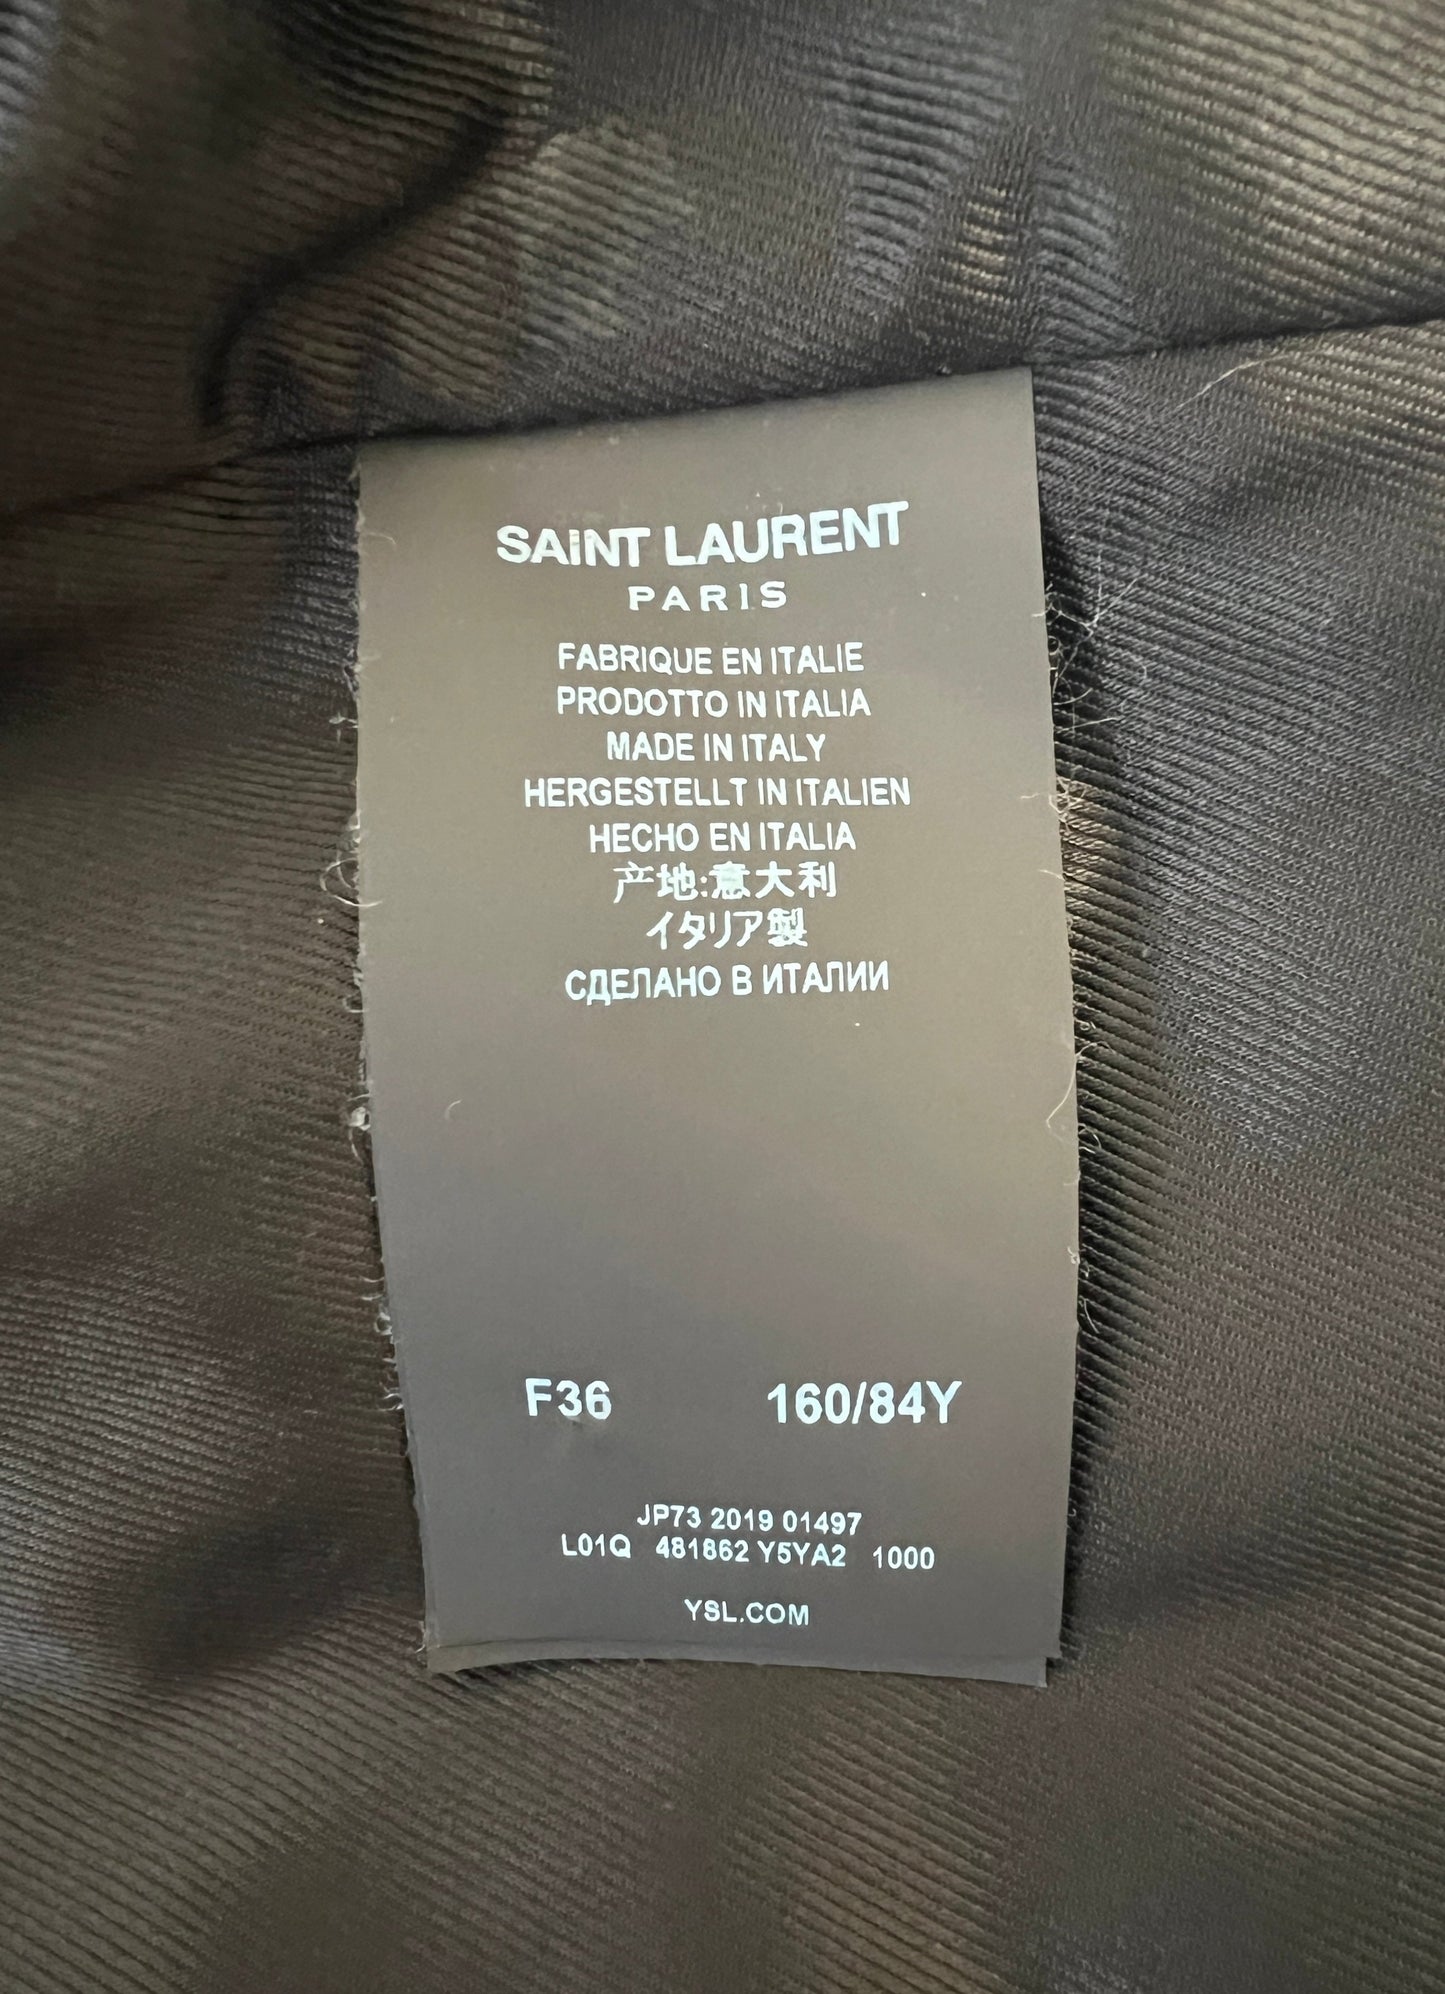 SAINT LAURENT
PARIS
FABRIQUE EN ITALIE
PRODOTTO IN ITALIA
MADE IN ITALY
HERGESTELLT IN ITALIEN
HECHO EN ITALIA
产地:意大利
イタリア製
СДЕЛАНО В ИТАЛИИ
F36 160/84Y
JP73 2019 01497
L01Q 481862 Y5YA2 1000
YSL.COM